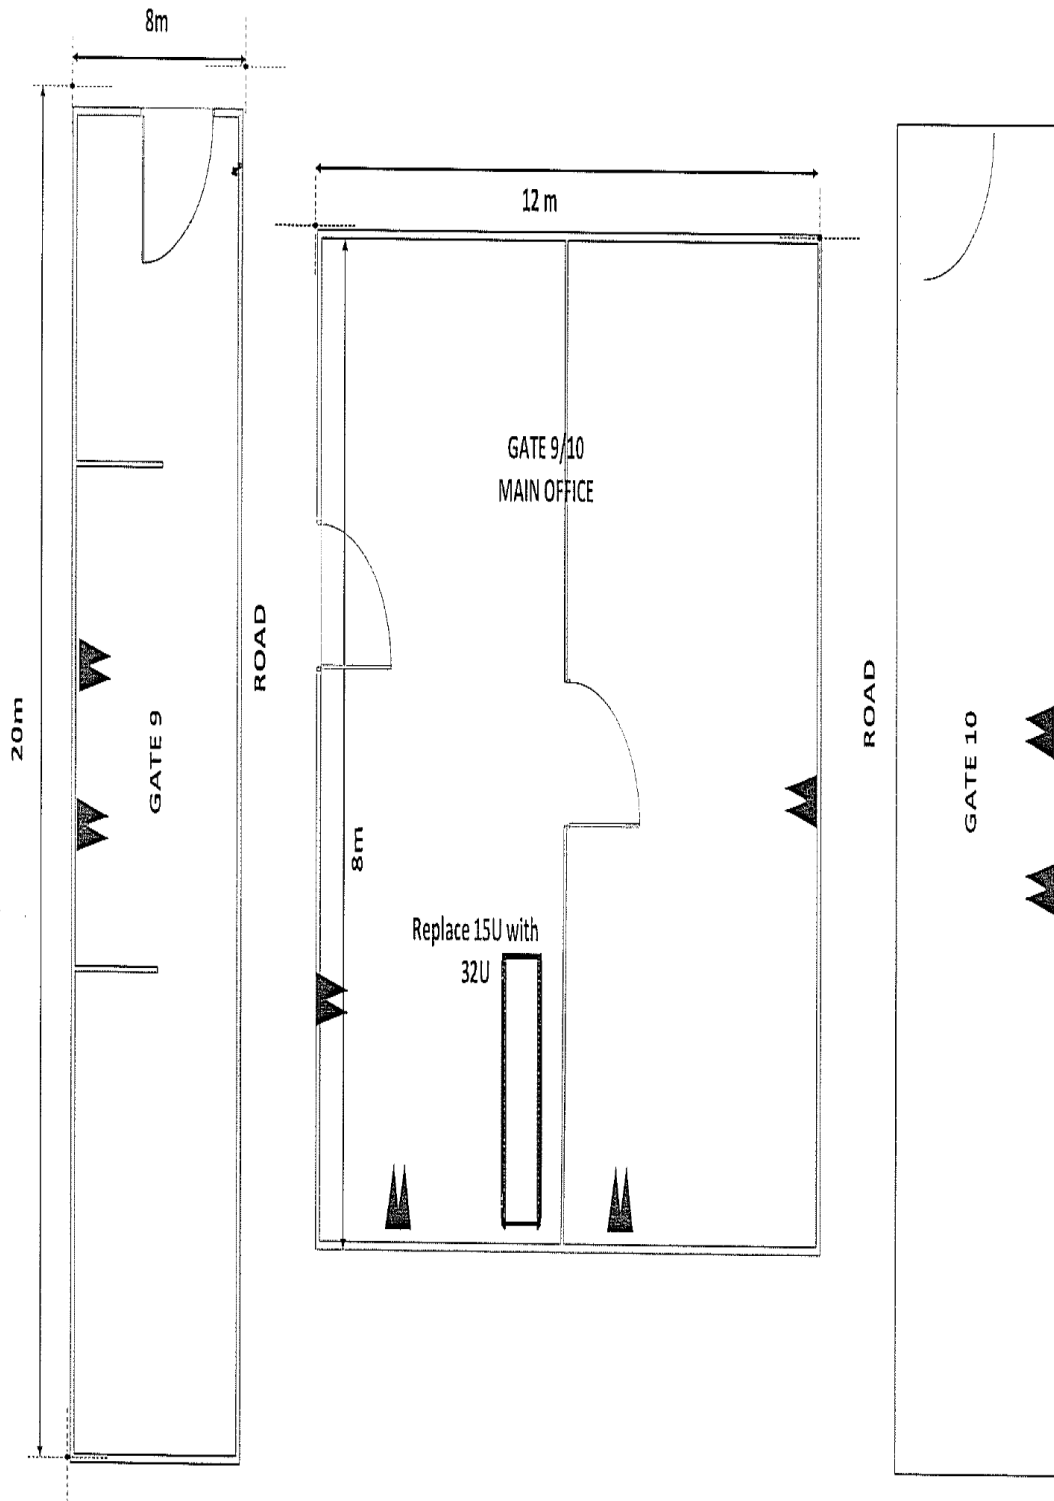 8m
12 m
GATE 9/10
MAIN OFFICE
ROAD
ROAD
20m
GATE 9
GATE 10
8m
Replace 15U with
32U